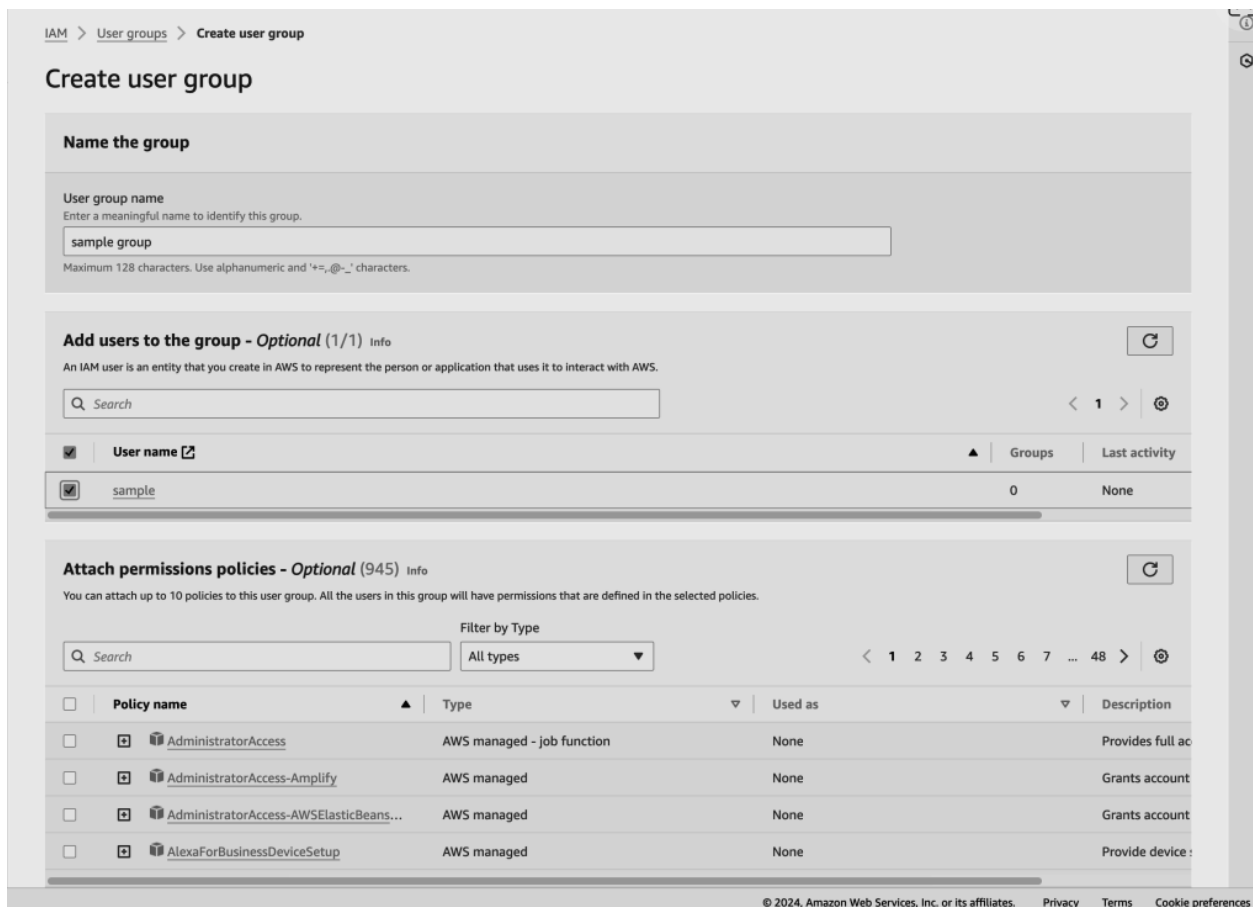 IAM > User groups > Create user group
Create user group
Name the group
User group name
Enter a meaningful name to identify this group.
sample group
Maximum 128 characters. Use alphanumeric and '+=,.@-_' characters.
Add users to the group - Optional (1/1) Info
An IAM user is an entity that you create in AWS to represent the person or application that uses it to interact with AWS.
Search
1
User name Groups Last activity
sample 0 None
Attach permissions policies - Optional (945) Info
You can attach up to 10 policies to this user group. All the users in this group will have permissions that are defined in the selected policies.
Filter by Type
Search All types 1 2 3 4 5 6 7 ... 48
Policy name Type Used as Description
AdministratorAccess AWS managed - job function None Provides full ac
AdministratorAccess-Amplify AWS managed None Grants account
AdministratorAccess-AWSElasticBeans... AWS managed None Grants account
AlexaForBusinessDeviceSetup AWS managed None Provide device
© 2024, Amazon Web Services, Inc. or its affiliates. Privacy Terms Cookie preferences